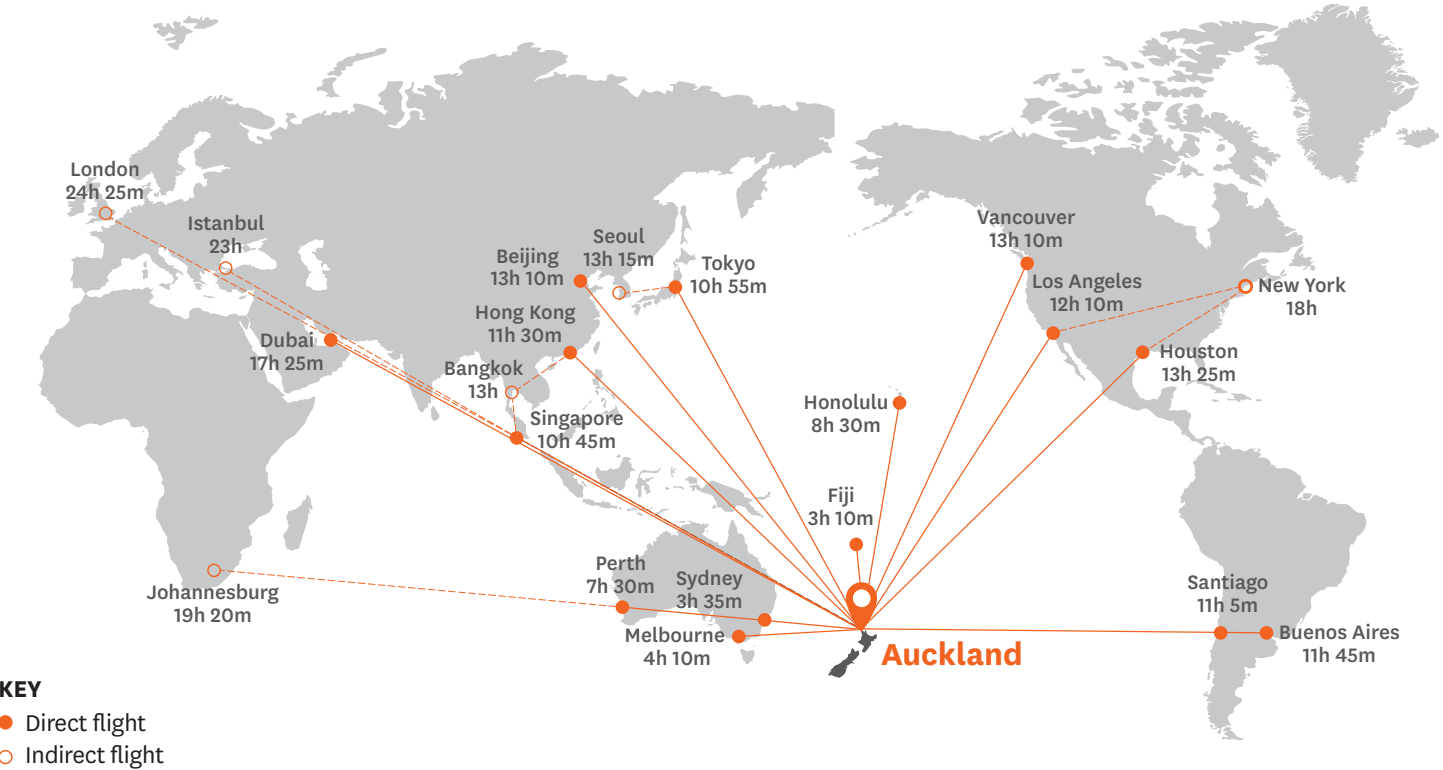 London
24h 25m
Istanbul
23h
Dubai
17h 25m
Beijing
13h 10m
Seoul
13h 15m
Tokyo
10h 55m
Hong Kong
11h 30m
Bangkok
13h
Singapore
10h 45m
Vancouver
13h 10m
Los Angeles
12h 10m
New York
18h
Houston
13h 25m
Honolulu
8h 30m
Fiji
3h 10m
Johannesburg
19h 20m
Perth
7h 30m
Sydney
3h 35m
Melbourne
4h 10m
Auckland
Santiago
11h 5m
Buenos Aires
11h 45m
KEY
Direct flight
Indirect flight